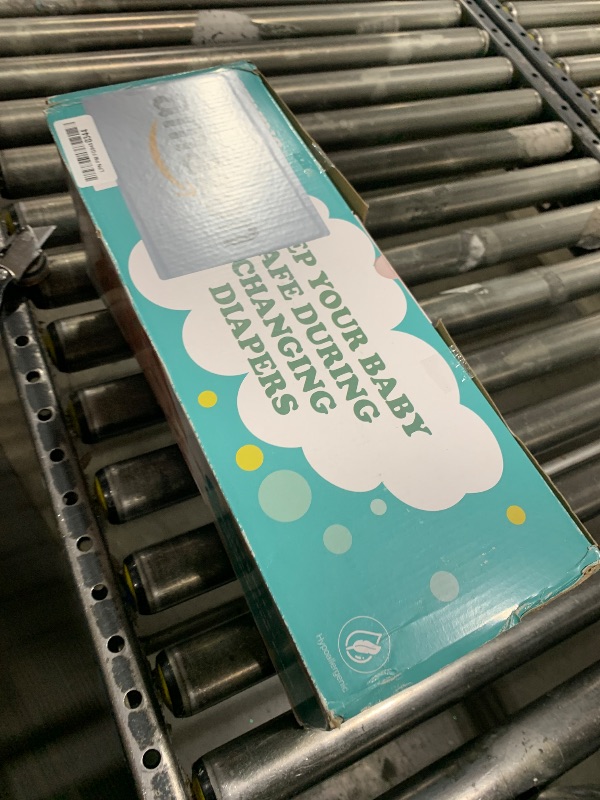 EP YOUR BABY
AFE DURING
CHANGING
DIAPERS
Hypoallergenic